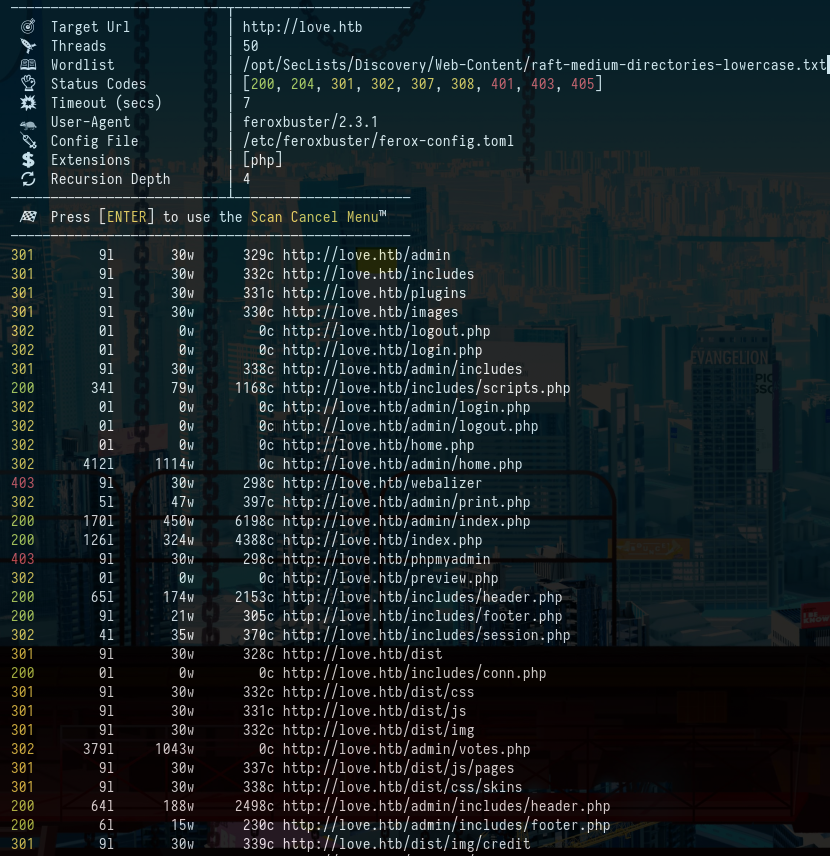 Target Url │ http://love.htb
Threads │ 50
Wordlist │ /opt/SecLists/Discovery/Web-Content/raft-medium-directories-lowercase.txt
Status Codes │ [200, 204, 301, 302, 307, 308, 401, 403, 405]
Timeout (secs) │ 7
User-Agent │ feroxbuster/2.3.1
Config File │ /etc/feroxbuster/ferox-config.toml
Extensions │ [php]
Recursion Depth │ 4
Press [ENTER] to use the Scan Cancel Menu™
301 9l 30w 329c http://love.htb/admin
301 9l 30w 332c http://love.htb/includes
301 9l 30w 331c http://love.htb/plugins
301 9l 30w 330c http://love.htb/images
302 0l 0w 0c http://love.htb/logout.php
302 0l 0w 0c http://love.htb/login.php
301 9l 30w 338c http://love.htb/admin/includes
200 34l 79w 1168c http://love.htb/includes/scripts.php
302 0l 0w 0c http://love.htb/admin/login.php
302 0l 0w 0c http://love.htb/admin/logout.php
302 0l 0w 0c http://love.htb/home.php
302 412l 1114w 0c http://love.htb/admin/home.php
403 9l 30w 298c http://love.htb/webalizer
302 5l 47w 397c http://love.htb/admin/print.php
200 170l 450w 6198c http://love.htb/admin/index.php
200 126l 324w 4388c http://love.htb/index.php
403 9l 30w 298c http://love.htb/phpmyadmin
302 0l 0w 0c http://love.htb/preview.php
200 65l 174w 2153c http://love.htb/includes/header.php
200 9l 21w 305c http://love.htb/includes/footer.php
302 4l 35w 370c http://love.htb/includes/session.php
301 9l 30w 328c http://love.htb/dist
200 0l 0w 0c http://love.htb/includes/conn.php
301 9l 30w 332c http://love.htb/dist/css
301 9l 30w 331c http://love.htb/dist/js
301 9l 30w 332c http://love.htb/dist/img
302 379l 1043w 0c http://love.htb/admin/votes.php
301 9l 30w 337c http://love.htb/dist/js/pages
301 9l 30w 338c http://love.htb/dist/css/skins
200 64l 188w 2498c http://love.htb/admin/includes/header.php
200 6l 15w 230c http://love.htb/admin/includes/footer.php
301 9l 30w 339c http://love.htb/dist/img/credit
EVANGELION